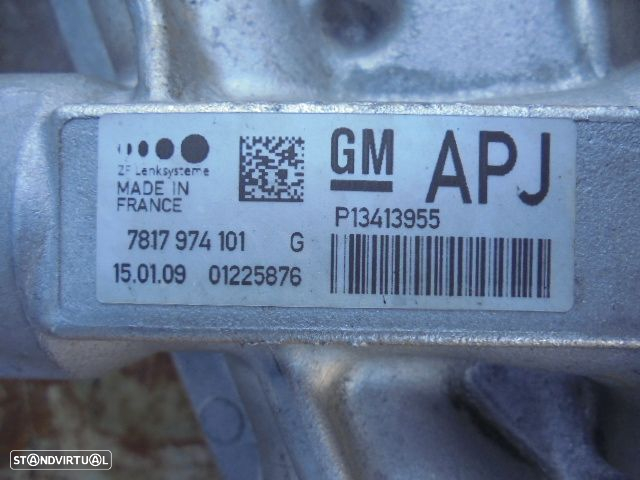 ZF Lenksysteme
MADE IN
FRANCE
GM
APJ
P13413955
7817 974 101 G
15.01.09 01225876
STANDVIRTUAL